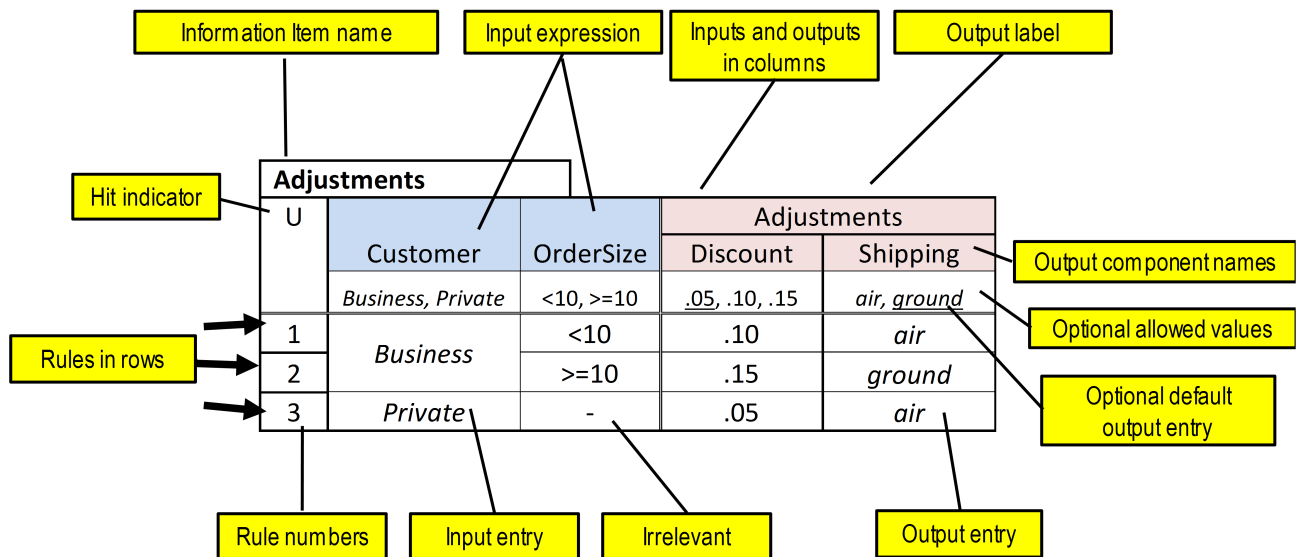 Information Item name
Input expression
Inputs and outputs
in columns
Output label
Hit indicator
Adjustments
U
Adjustments
Customer
OrderSize
Discount
Shipping
Output component names
Business, Private
<10, >=10
.05, .10, .15
air, ground
Optional allowed values
Rules in rows
1
Business
<10
.10
air
2
>=10
.15
ground
3
Private
-
.05
air
Optional default
output entry
Rule numbers
Input entry
Irrelevant
Output entry